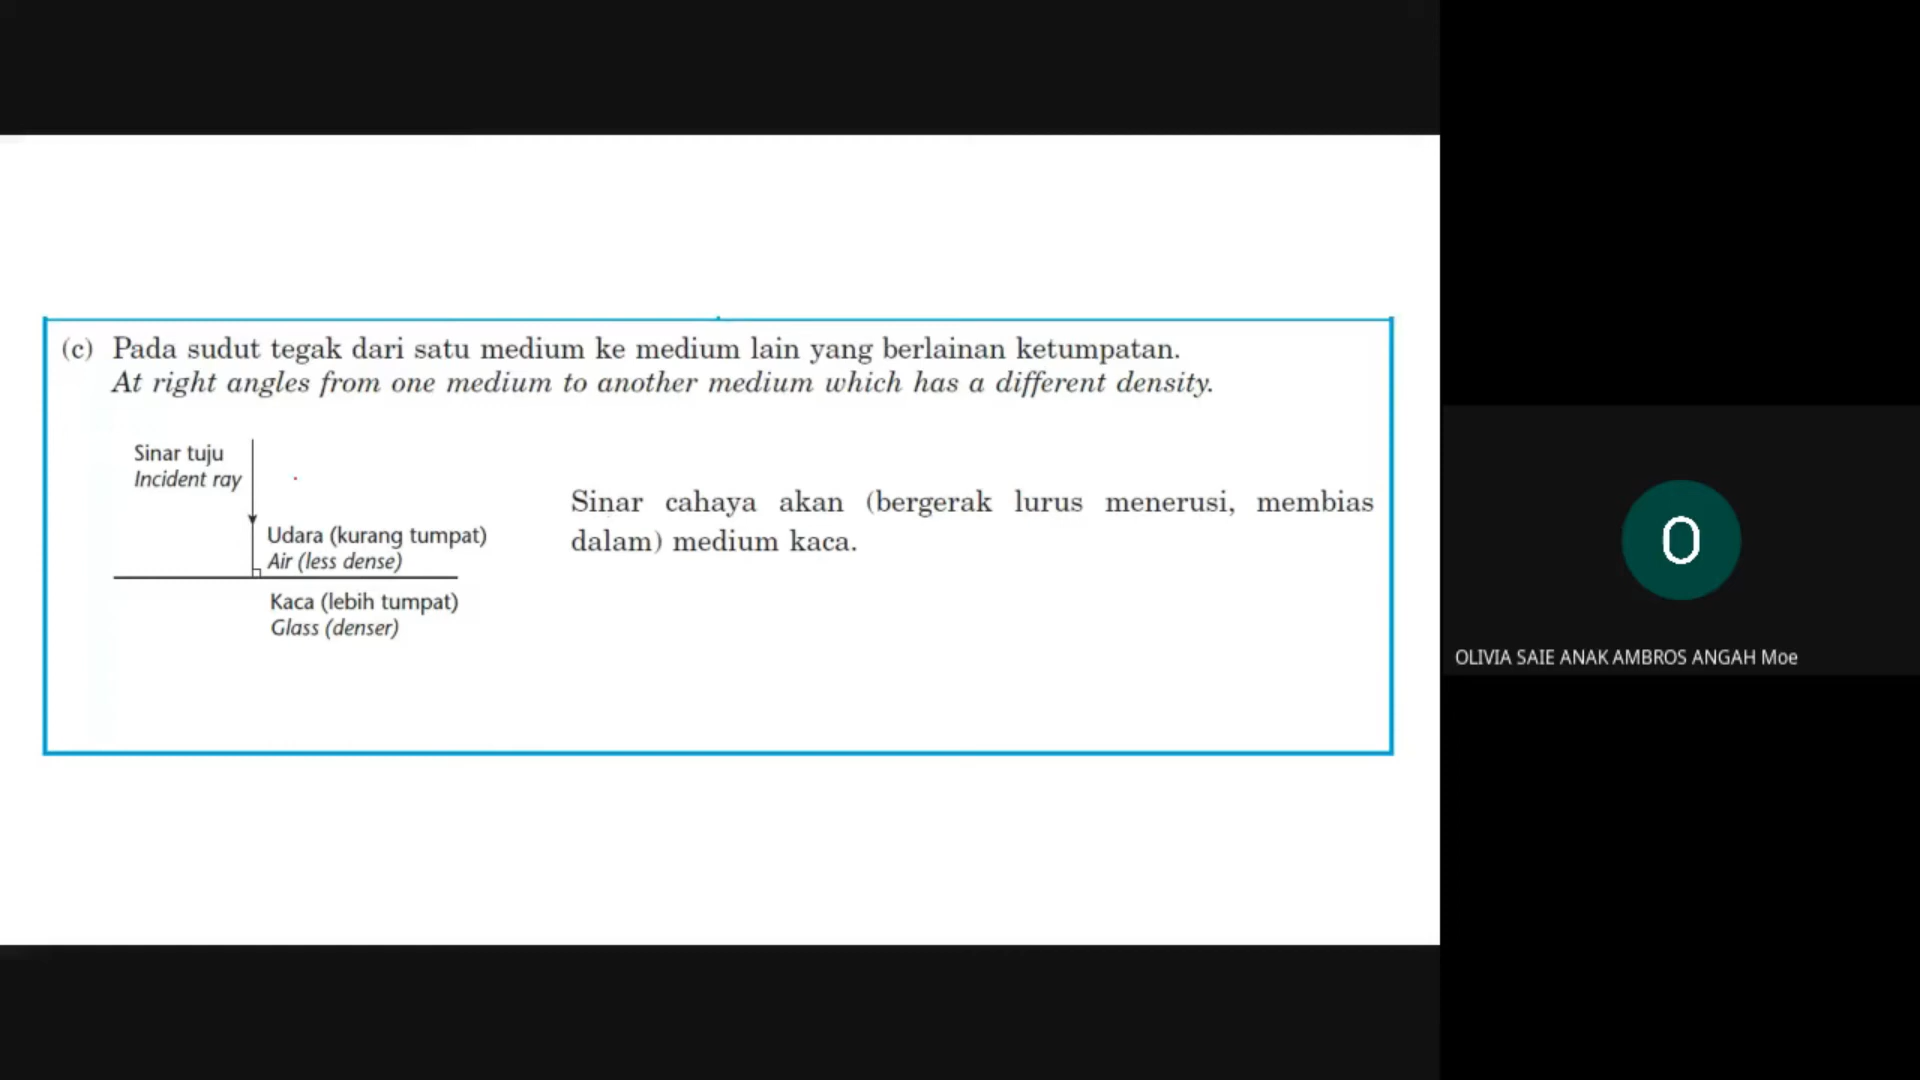 (c) Pada sudut tegak dari satu medium ke medium lain yang berlainan ketumpatan.
At right angles from one medium to another medium which has a different density.
Sinar tuju
Incident ray
Udara (kurang tumpat)
Air (less dense)
Kaca (lebih tumpat)
Glass (denser)
Sinar cahaya akan (bergerak lurus menerusi, membias
dalam) medium kaca.
O
OLIVIA SAIE ANAK AMBROS ANGAH Moe